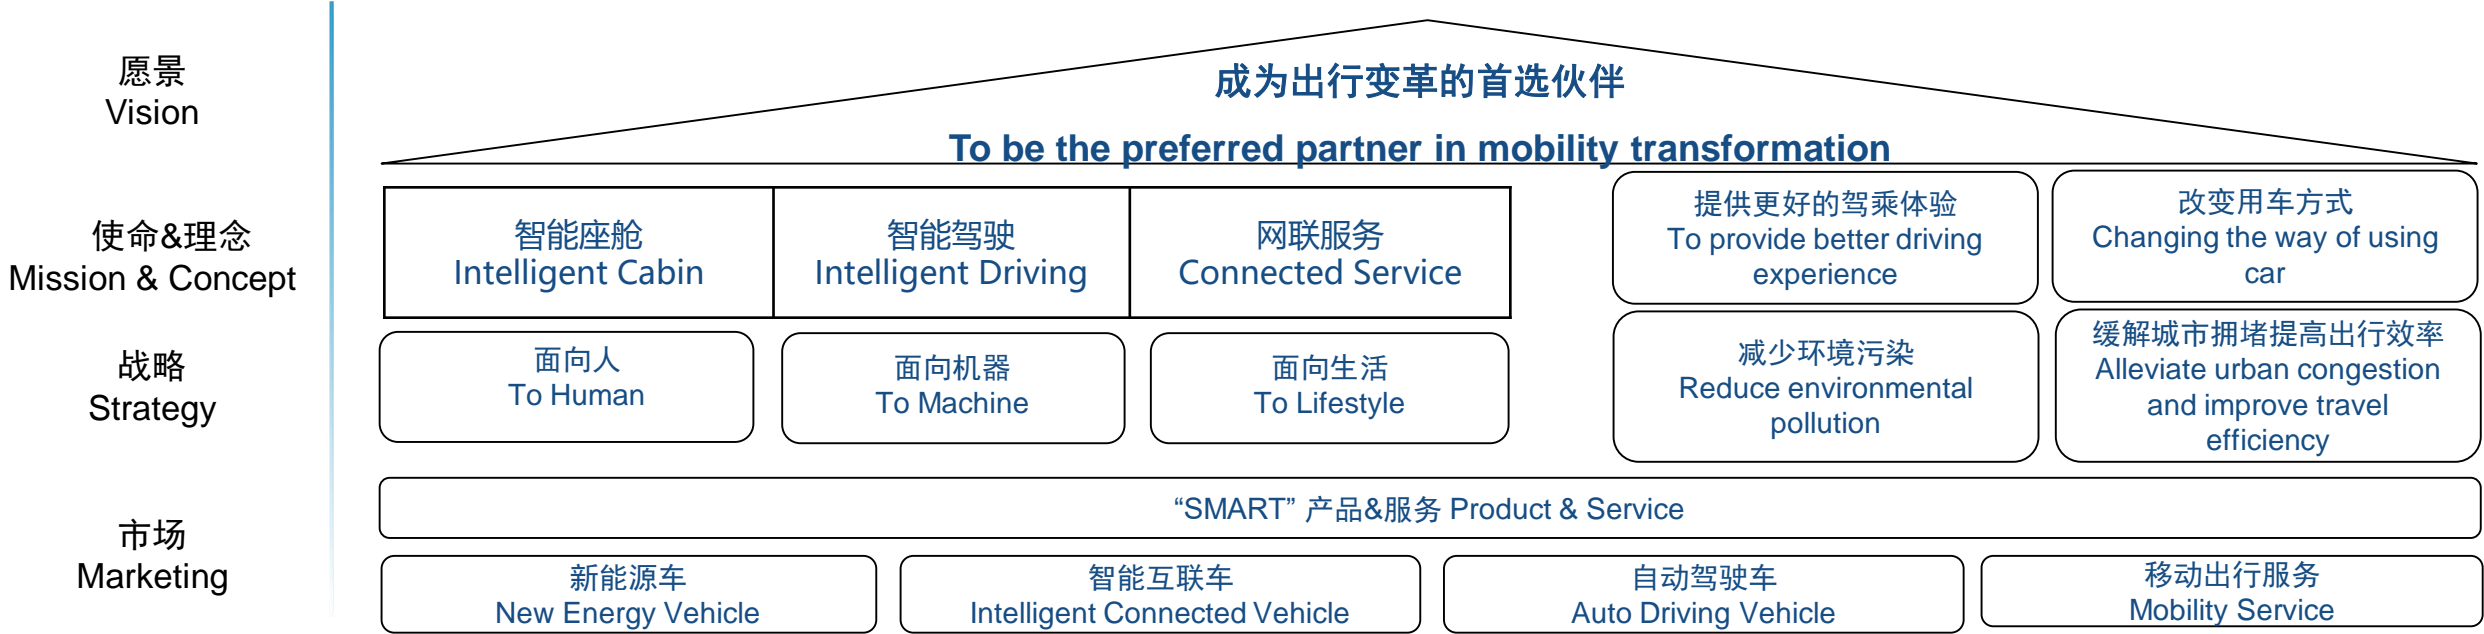 愿景
Vision
成为出行变革的首选伙伴
To be the preferred partner in mobility transformation
使命&理念
Mission & Concept
智能座舱
Intelligent Cabin
智能驾驶
Intelligent Driving
网联服务
Connected Service
提供更好的驾乘体验
To provide better driving
experience
改变用车方式
Changing the way of using
car
战略
Strategy
面向人
To Human
面向机器
To Machine
面向生活
To Lifestyle
减少环境污染
Reduce environmental
pollution
缓解城市拥堵提高出行效率
Alleviate urban congestion
and improve travel
efficiency
市场
Marketing
“SMART” 产品&服务 Product & Service
新能源车
New Energy Vehicle
智能互联车
Intelligent Connected Vehicle
自动驾驶车
Auto Driving Vehicle
移动出行服务
Mobility Service